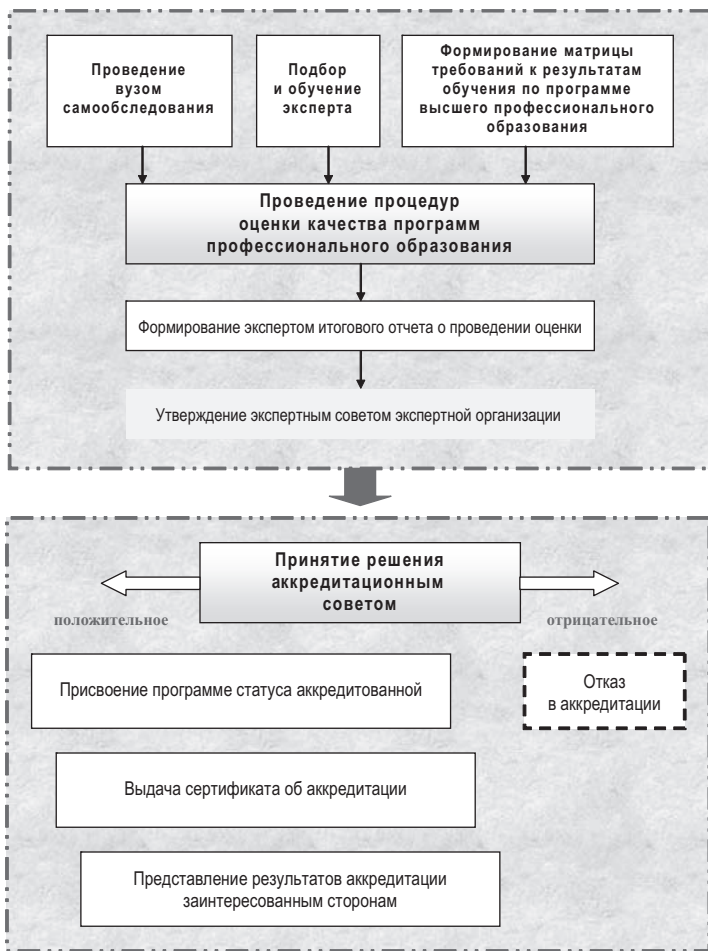 Проведение
вузом
самообследования
Подбор
и обучение
эксперта
Формирование матрицы
требований к результатам
обучения по программе
высшего профессионального
образования
Проведение процедур
оценки качества программ
профессионального образования
Формирование экспертом итогового отчета о проведении оценки
Утверждение экспертным советом экспертной организации
Принятие решения
аккредитационным
советом
положительное
отрицательное
Присвоение программе статуса аккредитованной
Отказ
в аккредитации
Выдача сертификата об аккредитации
Представление результатов аккредитации
заинтересованным сторонам